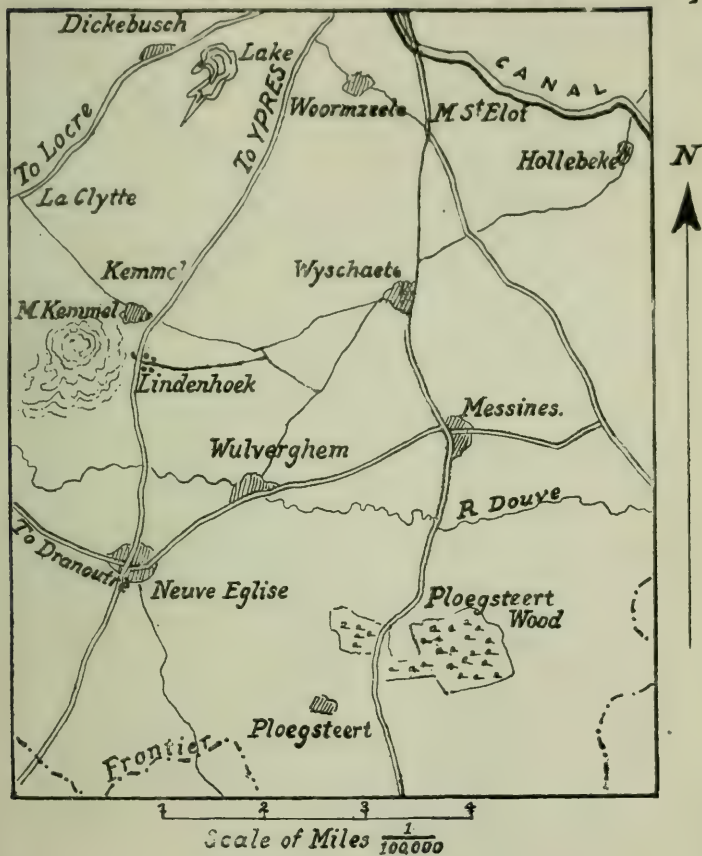 Dickebusch
Lake
CANAL
To Locre
To YPRES
Woormzeele
M St Eloi
Hollebeke
N
La Clytte
Kemmel
Wyschaete
M. Kemmel
Lindenhoek
Messines.
Wulverghem
R Douve
To Dranoutre
Neuve Eglise
Ploegsteert
Wood
Ploegsteert
Frontier
1 2 3 4
Scale of Miles 1/100,000